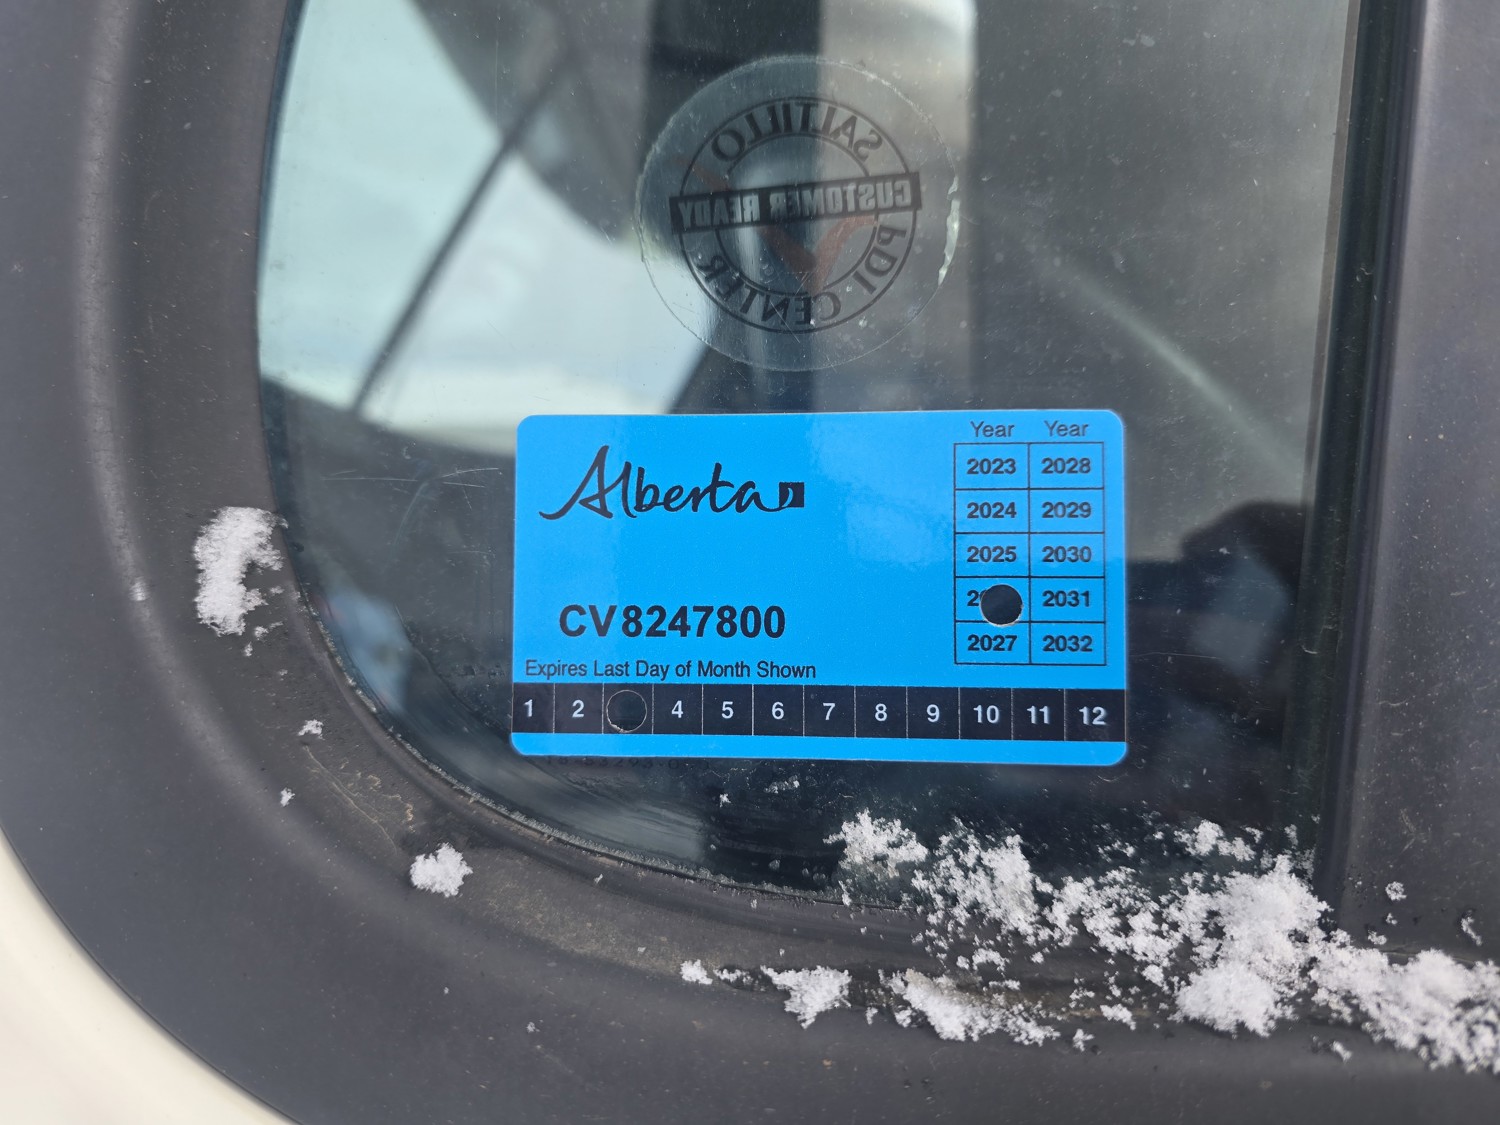 SALTILLO
CUSTOMER READY
PDI CENTER
Alberta
Year Year
2023 2028
2024 2029
2025 2030
2031
2027 2032
CV8247800
Expires Last Day of Month Shown
1 2 4 5 6 7 8 9 10 11 12